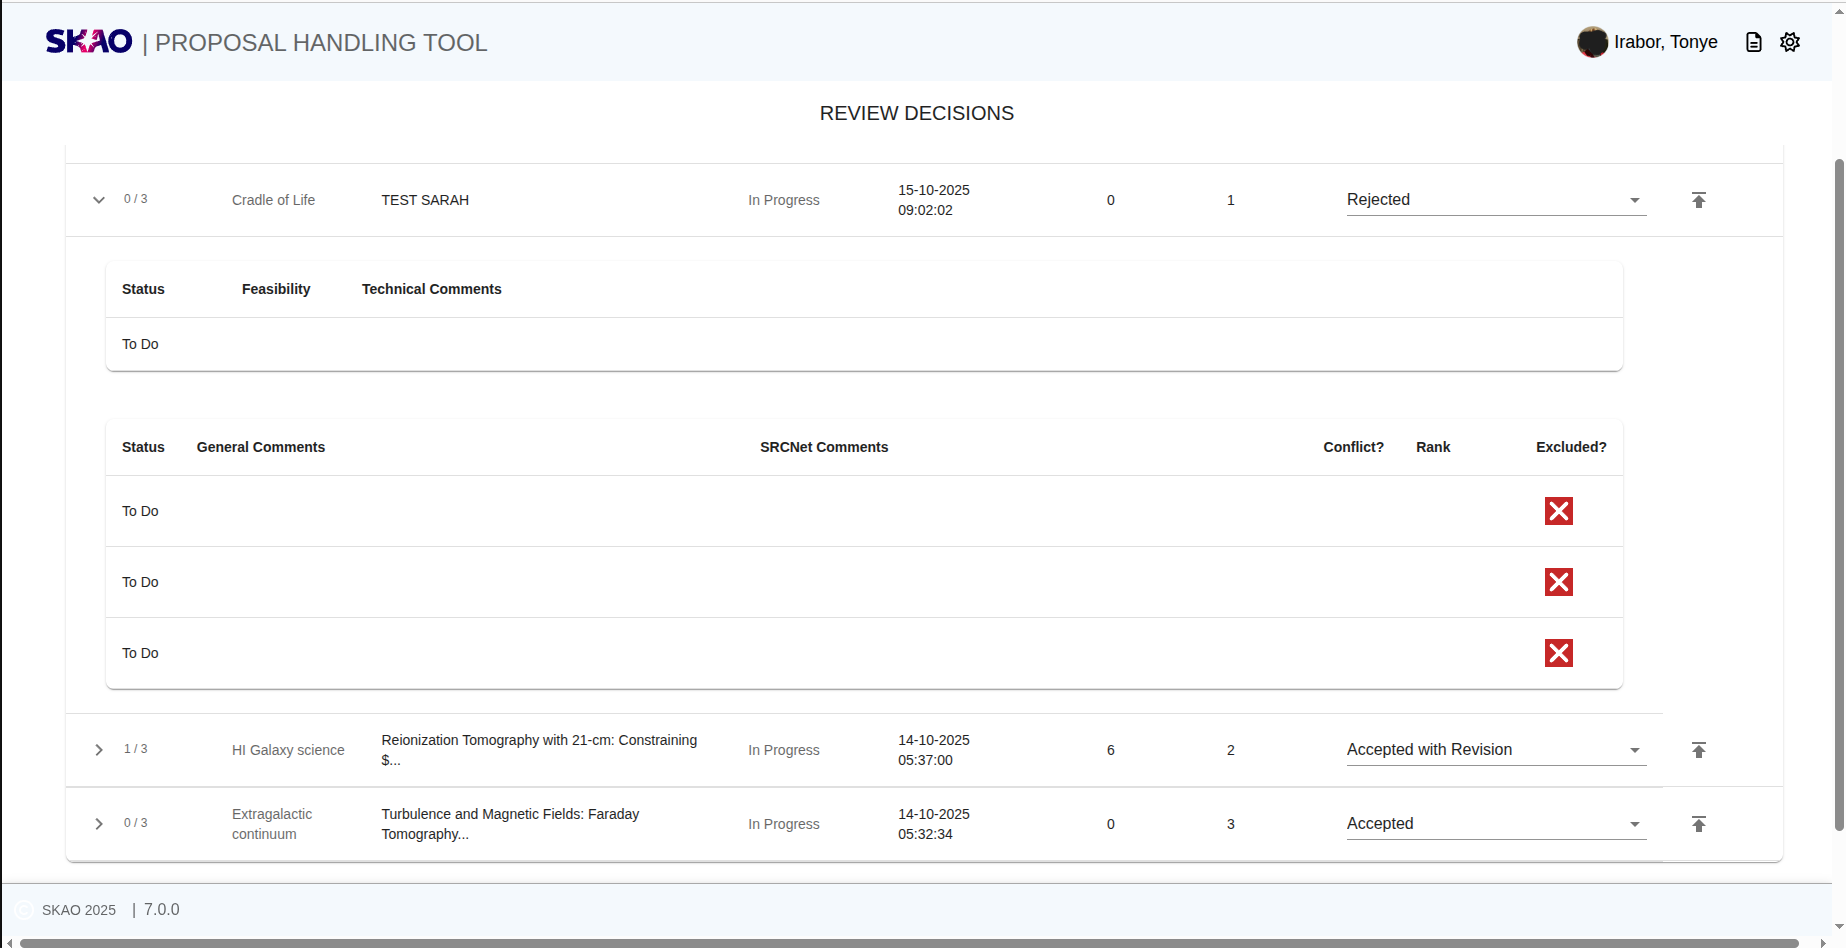 SKAO | PROPOSAL HANDLING TOOL
Irabor, Tonye
REVIEW DECISIONS
0 / 3 Cradle of Life TEST SARAH In Progress 15-10-2025 09:02:02 0 1 Rejected
Status Feasibility Technical Comments
To Do
Status General Comments SRCNet Comments Conflict? Rank Excluded?
To Do
To Do
To Do
1 / 3 HI Galaxy science Reionization Tomography with 21-cm: Constraining $... In Progress 14-10-2025 05:37:00 6 2 Accepted with Revision
0 / 3 Extragalactic continuum Turbulence and Magnetic Fields: Faraday Tomography... In Progress 14-10-2025 05:32:34 0 3 Accepted
© SKAO 2025 | 7.0.0